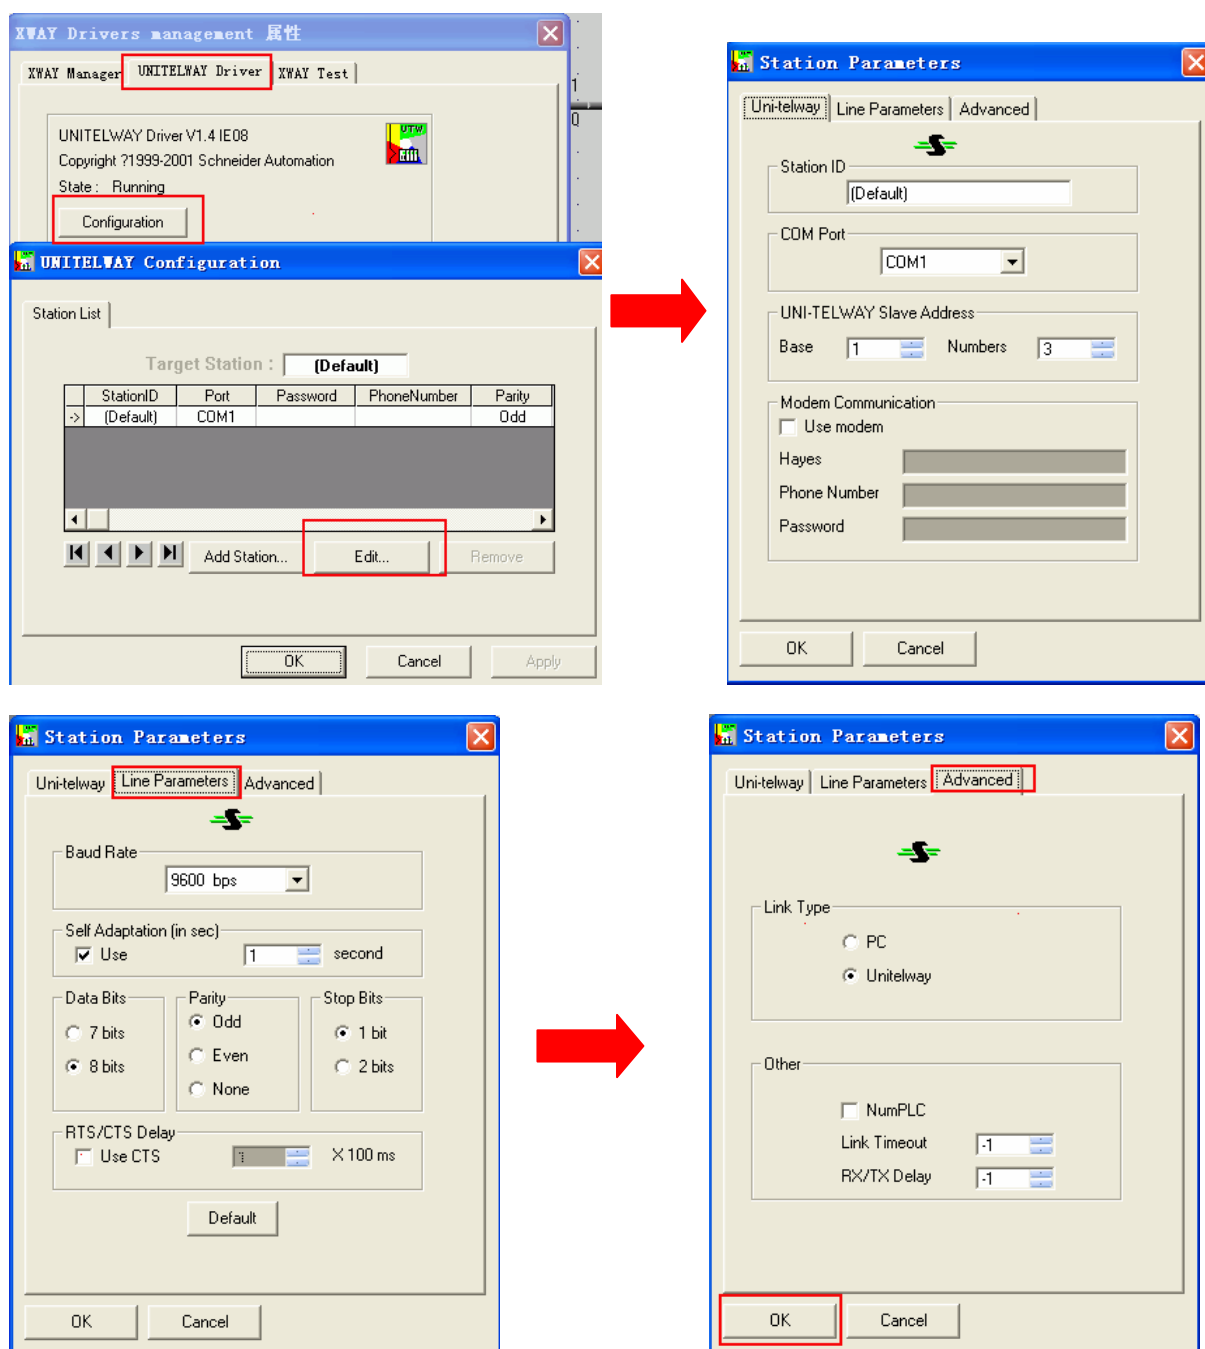 XWAY Drivers management 属性
XWAY Manager UNITELWAY Driver XWAY Test
UNITELWAY Driver V1.4 IE08
Copyright ?1999-2001 Schneider Automation
State : Running
Configuration
1
0
UTW
UNITELWAY Configuration
Station List
Target Station : (Default)
StationID Port Password PhoneNumber Parity
-> (Default) COM1 Odd
Add Station... Edit... Remove
OK Cancel Apply
Station Parameters
Uni-telway Line Parameters Advanced
Station ID
(Default)
COM Port
COM1
UNI-TELWAY Slave Address
Base 1 Numbers 3
Modem Communication
Use modem
Hayes
Phone Number
Password
OK Cancel
Station Parameters
Uni-telway Line Parameters Advanced
Baud Rate
9600 bps
Self Adaptation (in sec)
Use 1 second
Data Bits Parity Stop Bits
7 bits Odd 1 bit
8 bits Even 2 bits
None
RTS/CTS Delay
Use CTS 1 X 100 ms
Default
OK Cancel
Station Parameters
Uni-telway Line Parameters Advanced
Link Type
PC
Unitelway
Other
NumPLC
Link Timeout -1
RX/TX Delay -1
OK Cancel